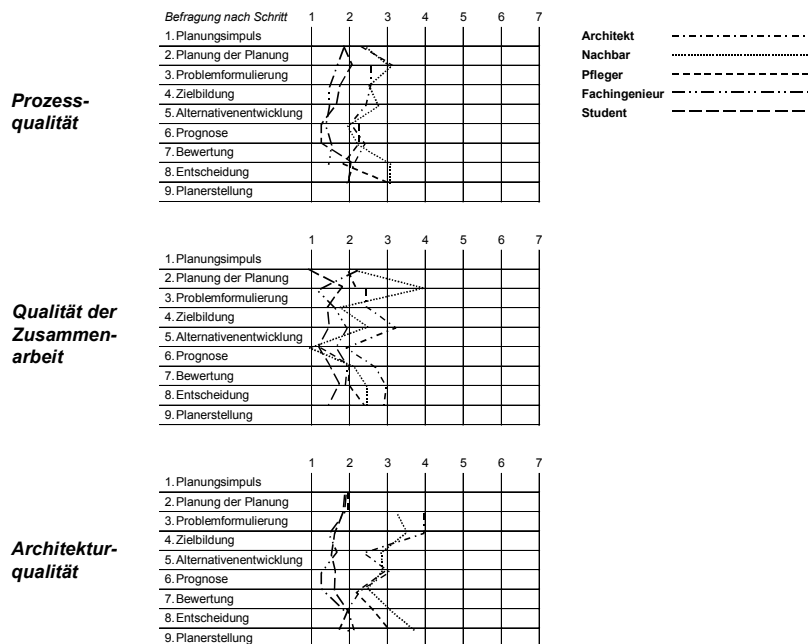 Befragung nach Schritt 1 2 3 4 5 6 7
1. Planungsimpuls
2. Planung der Planung
3. Problemformulierung
4. Zielbildung
5. Alternativenentwicklung
6. Prognose
7. Bewertung
8. Entscheidung
9. Planerstellung
Prozess-
qualität
Architekt
Nachbar
Pfleger
Fachingenieur
Student
1 2 3 4 5 6 7
1. Planungsimpuls
2. Planung der Planung
3. Problemformulierung
4. Zielbildung
5. Alternativenentwicklung
6. Prognose
7. Bewertung
8. Entscheidung
9. Planerstellung
Qualität der
Zusammen-
arbeit
1 2 3 4 5 6 7
1. Planungsimpuls
2. Planung der Planung
3. Problemformulierung
4. Zielbildung
5. Alternativenentwicklung
6. Prognose
7. Bewertung
8. Entscheidung
9. Planerstellung
Architektur-
qualität